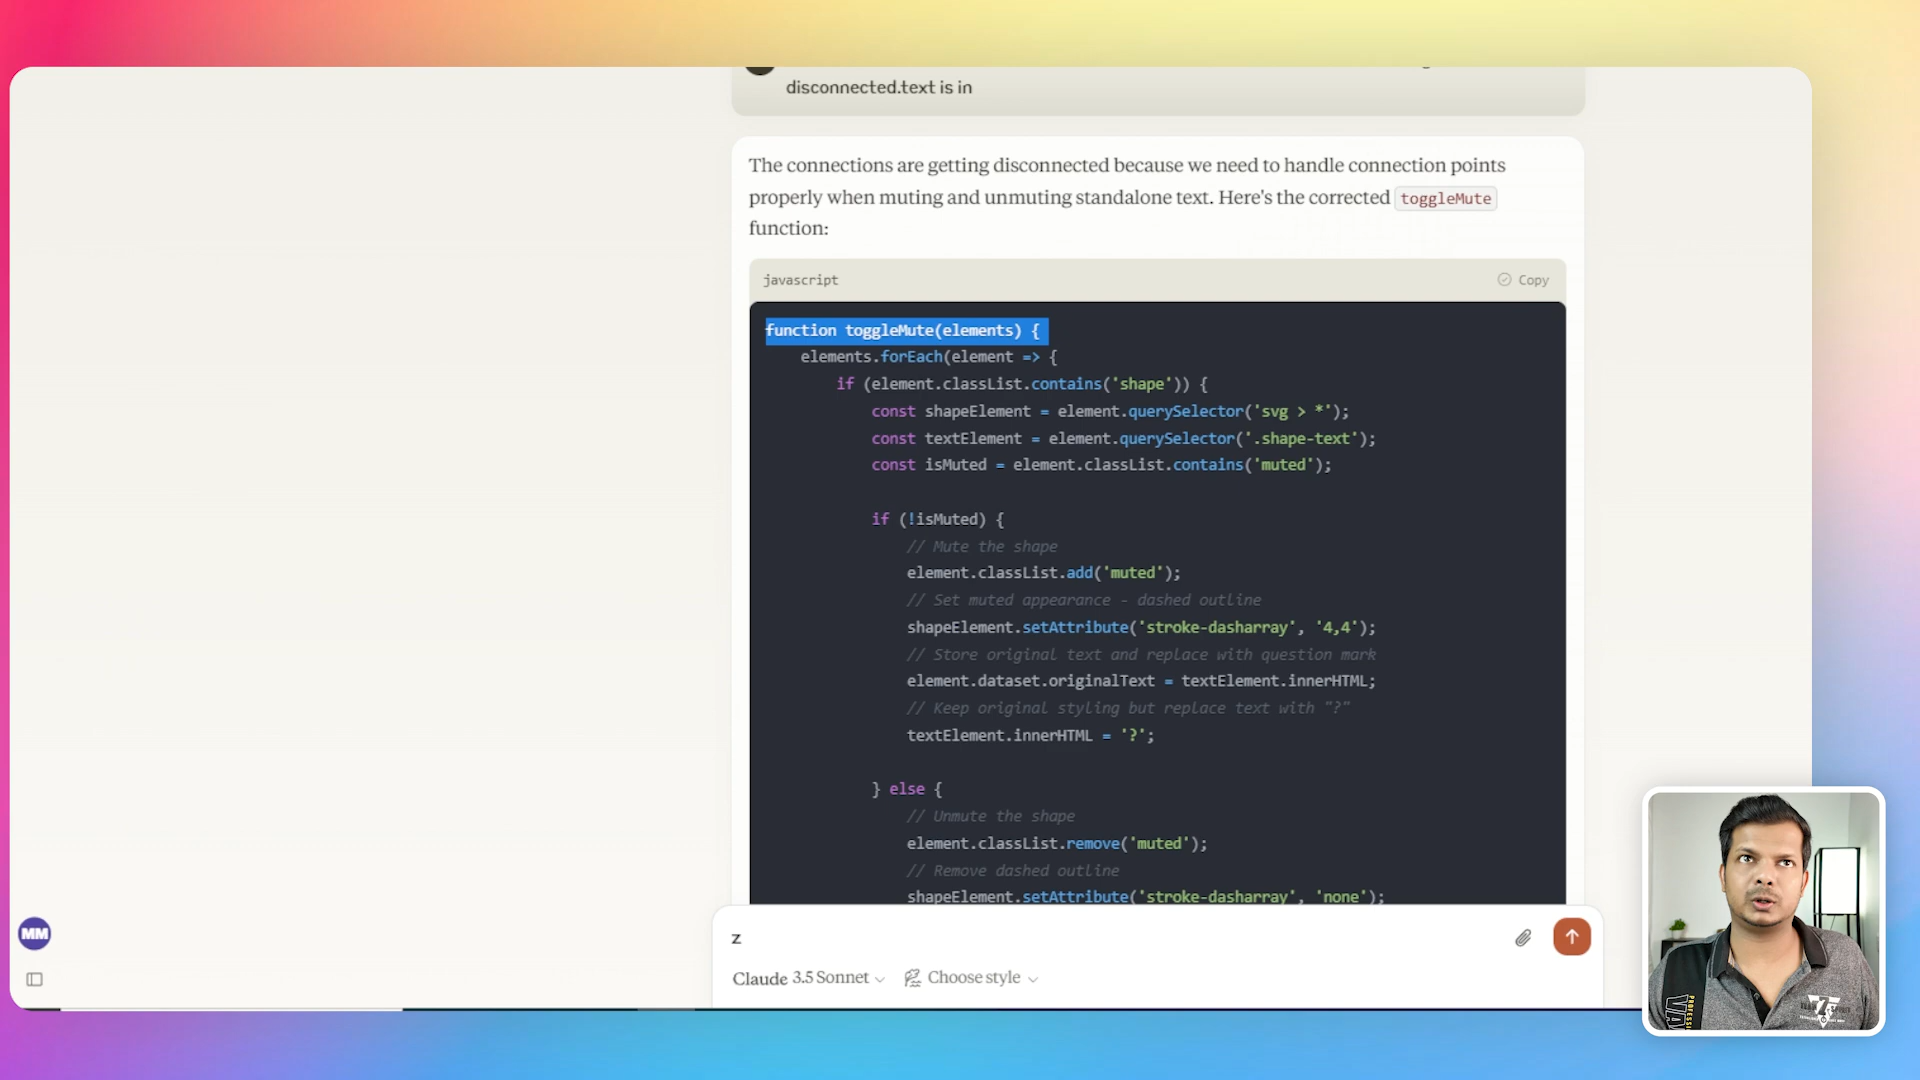 disconnected.text is in
The connections are getting disconnected because we need to handle connection points
properly when muting and unmuting standalone text. Here's the corrected toggleMute
function:
javascript
Copy
function toggleMute(elements) {
elements.forEach(element => {
if (element.classList.contains('shape')) {
const shapeElement = element.querySelector('svg > *');
const textElement = element.querySelector('.shape-text');
const isMuted = element.classList.contains('muted');
if (!isMuted) {
// Mute the shape
element.classList.add('muted');
// Set muted appearance - dashed outline
shapeElement.setAttribute('stroke-dasharray', '4,4');
// Store original text and replace with question mark
element.dataset.originalText = textElement.innerHTML;
// Keep original styling but replace text with "?"
textElement.innerHTML = '?';
} else {
// Unmute the shape
element.classList.remove('muted');
// Remove dashed outline
shapeElement.setAttribute('stroke-dasharray', 'none');
z
MM
Claude 3.5 Sonnet
Choose style